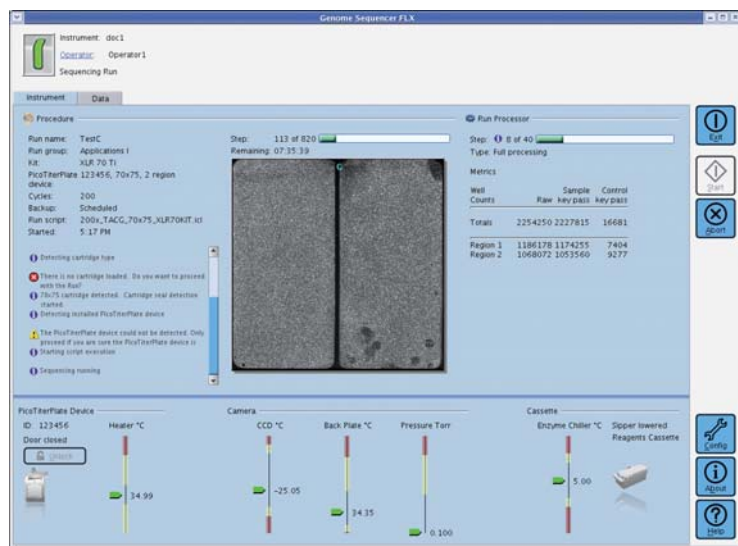 Genome Sequencer FLX
Instrument: doc1
Operator: Operator1
Sequencing Run
Instrument Data
Procedure
Run name: TestC
Run group: Applications I
Kit: XLR 70 Ti
PicoTiterPlate device: 123456, 70x75, 2 region
Cycles: 200
Backup: Scheduled
Run script: 200x_TACG_70x75_XLR70KIT.icl
Started: 5:17 PM
Detecting cartridge type
There is no cartridge loaded. Do you want to proceed
with the Run?
70x75 cartridge detected. Cartridge seal detection
started.
Detecting installed PicoTiterPlate device
The PicoTiterPlate device could not be detected. Only
proceed if you are sure the PicoTiterPlate device is
Starting script execution
Sequencing running
Step: 113 of 820
Remaining: 07:35:39
Run Processor
Step: 8 of 40
Type: Full processing
Metrics
Well Counts Raw Sample key pass Control key pass
Totals 2254250 2227815 16681
Region 1 1186178 1174255 7404
Region 2 1068072 1053560 9277
Exit
Start
Abort
PicoTiterPlate Device
ID: 123456
Door closed
Unlock
Heater °C
34.99
Camera
CCD °C
-25.05
Back Plate °C
34.35
Pressure Torr
0.100
Cassette
Enzyme Chiller °C
5.00
Sipper lowered
Reagents Cassette
Config
About
Help